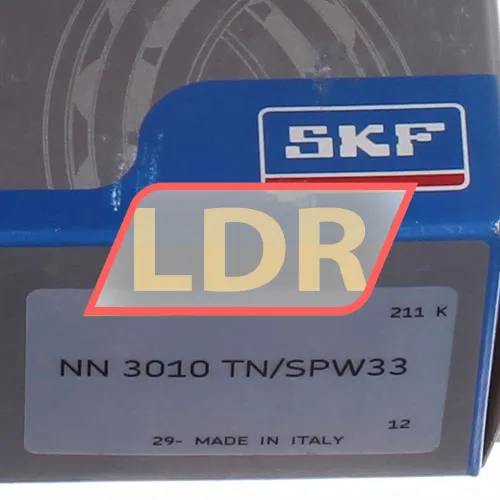 SKF
LDR
211 K
NN 3010 TN/SPW33
12
29- MADE IN ITALY